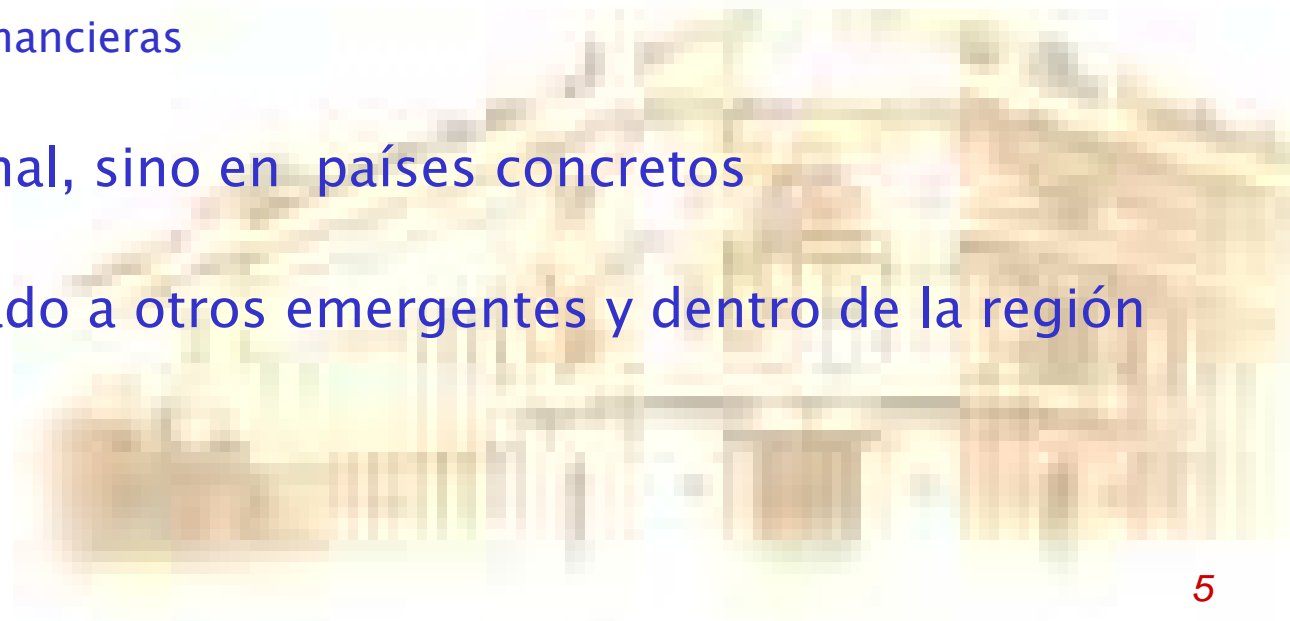 nancieras
nal, sino en países concretos
ado a otros emergentes y dentro de la región
5